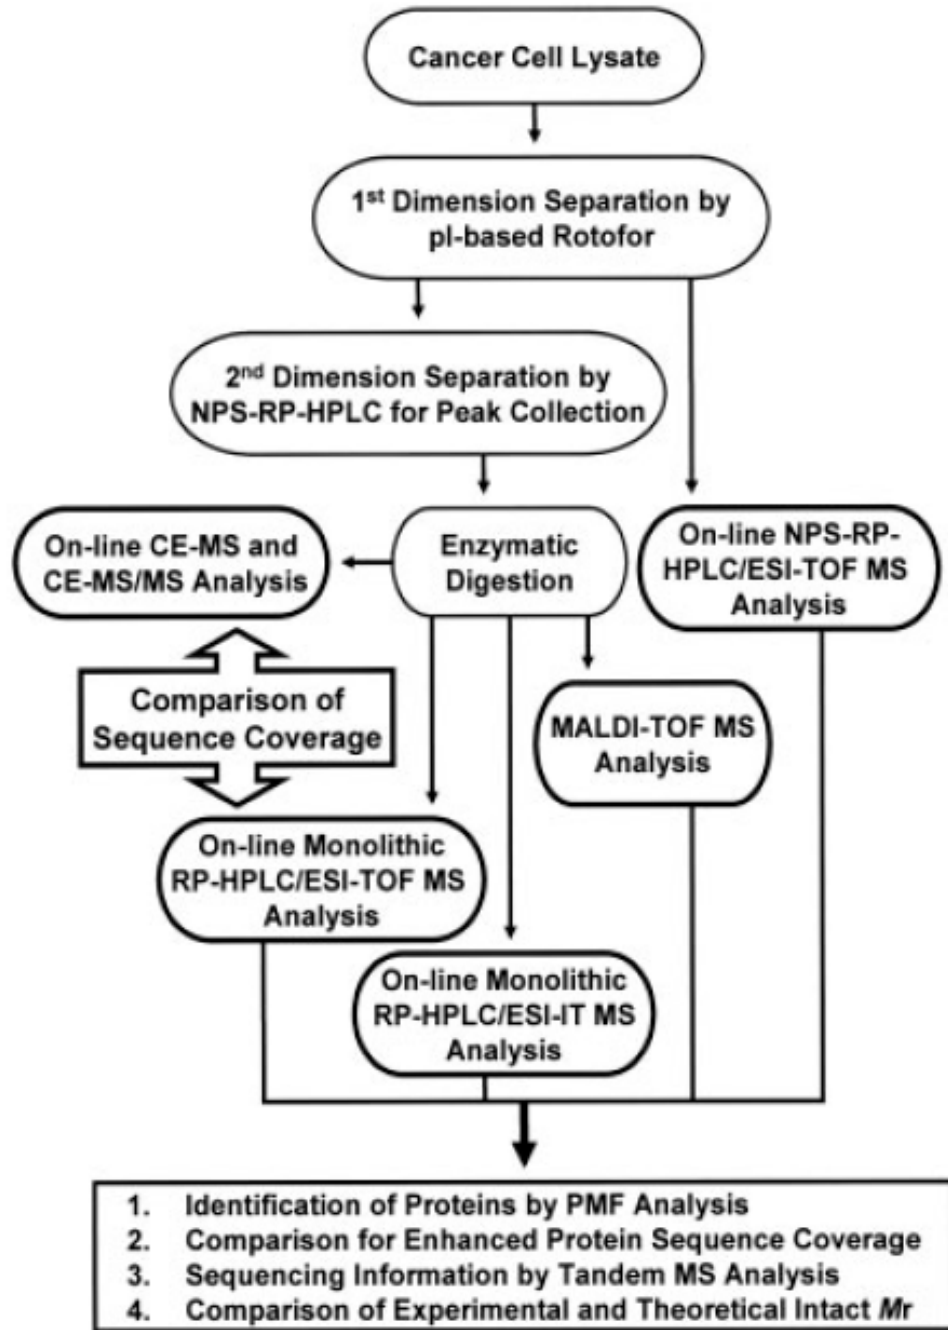 Cancer Cell Lysate
1st Dimension Separation by
pI-based Rotofor
2nd Dimension Separation by
NPS-RP-HPLC for Peak Collection
On-line CE-MS and
CE-MS/MS Analysis
Enzymatic
Digestion
On-line NPS-RP-
HPLC/ESI-TOF MS
Analysis
Comparison of
Sequence Coverage
MALDI-TOF MS
Analysis
On-line Monolithic
RP-HPLC/ESI-TOF MS
Analysis
On-line Monolithic
RP-HPLC/ESI-IT MS
Analysis
1. Identification of Proteins by PMF Analysis
2. Comparison for Enhanced Protein Sequence Coverage
3. Sequencing Information by Tandem MS Analysis
4. Comparison of Experimental and Theoretical Intact Mr